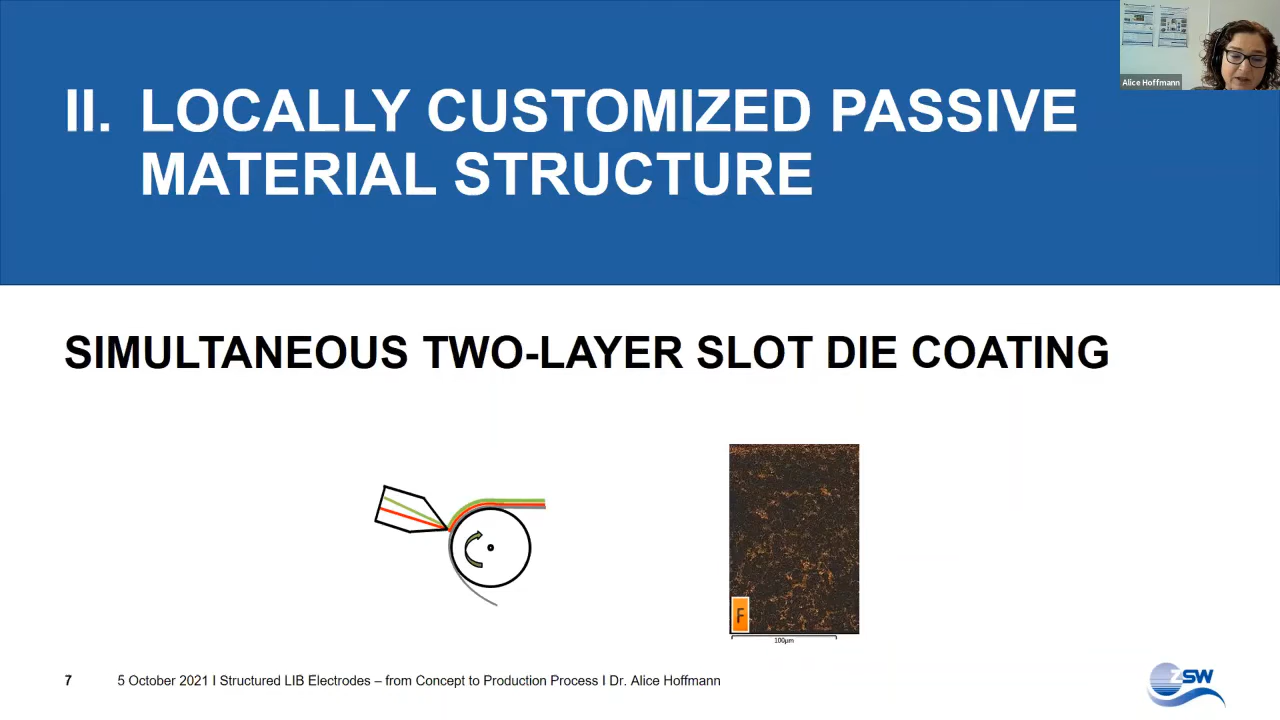 II. LOCALLY CUSTOMIZED PASSIVE
MATERIAL STRUCTURE
Alice Hoffmann
SIMULTANEOUS TWO-LAYER SLOT DIE COATING
F
100µm
7 5 October 2021 I Structured LIB Electrodes – from Concept to Production Process I Dr. Alice Hoffmann
ZSW